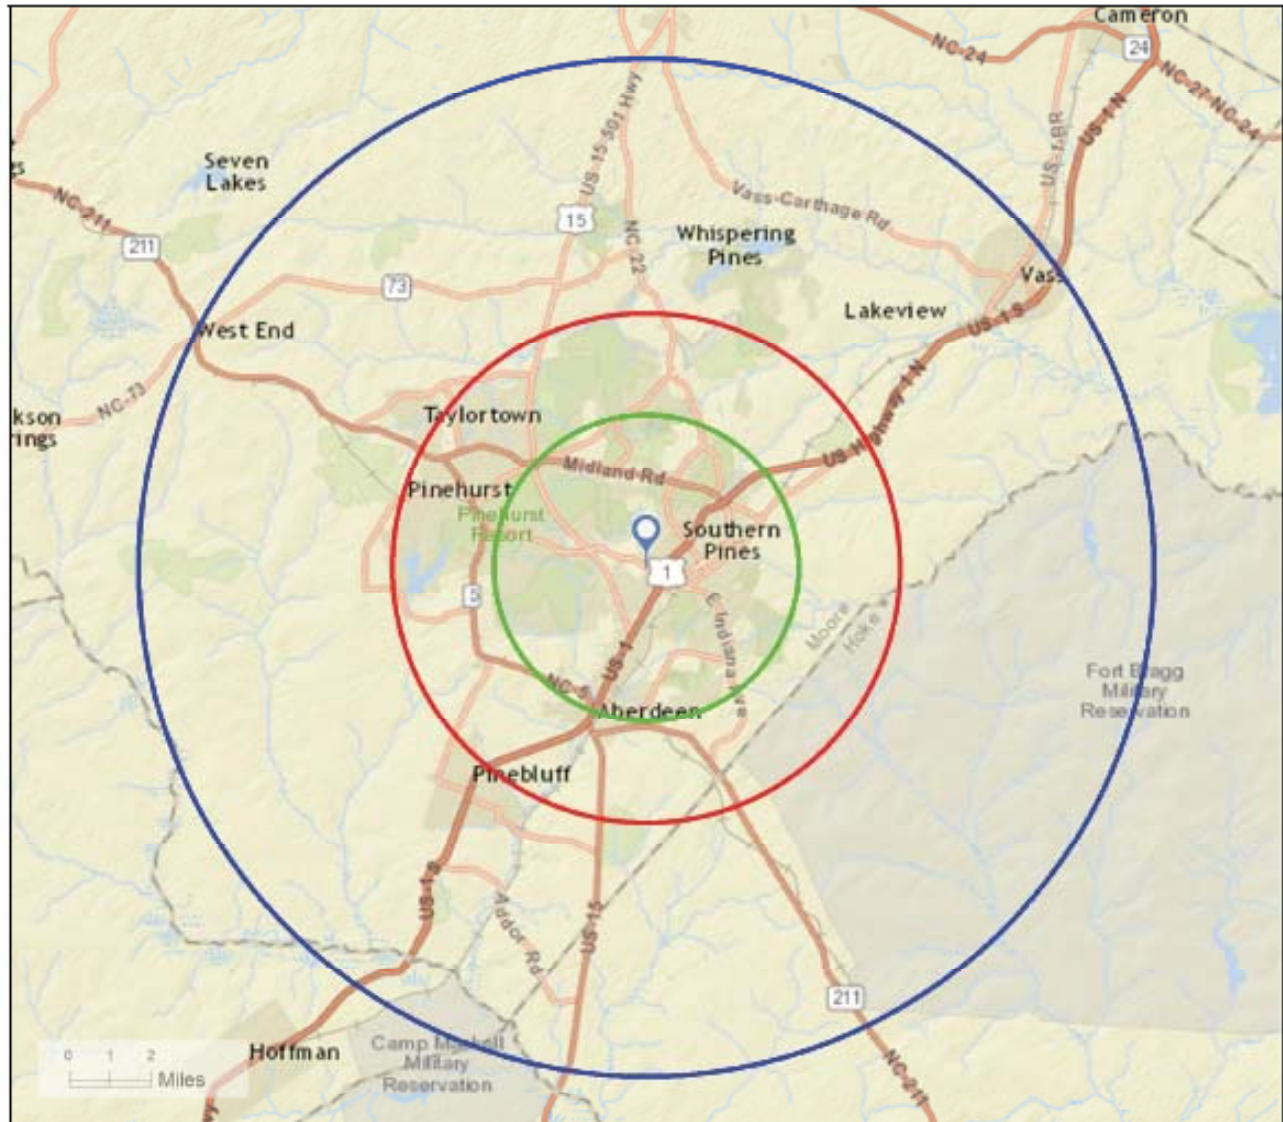 Cameron
24
NC-24
NC-27-NC-24
US-1 N
US-1 BR
US-15 501 Hwy
gs
Seven
Lakes
NC-211
211
15
NC-22
Vass-Carthage Rd
Whispering
Pines
73
Vass
Lakeview
US-1 S
West End
NC-73
kson
rings
Taylortown
US Highway 1 N
Midland Rd
Pinehurst
Pinehurst
Resort
Southern
Pines
1
5
E Indiana Ave
Moore
Hoke
US-1
NC-5
Aberdeen
Fort Bragg
Military
Reservation
Pinebluff
US-1 S
Addor Rd
US-15
211
Hoffman
Camp Mackall
Military
Reservation
NC-211
0 1 2
Miles
wy